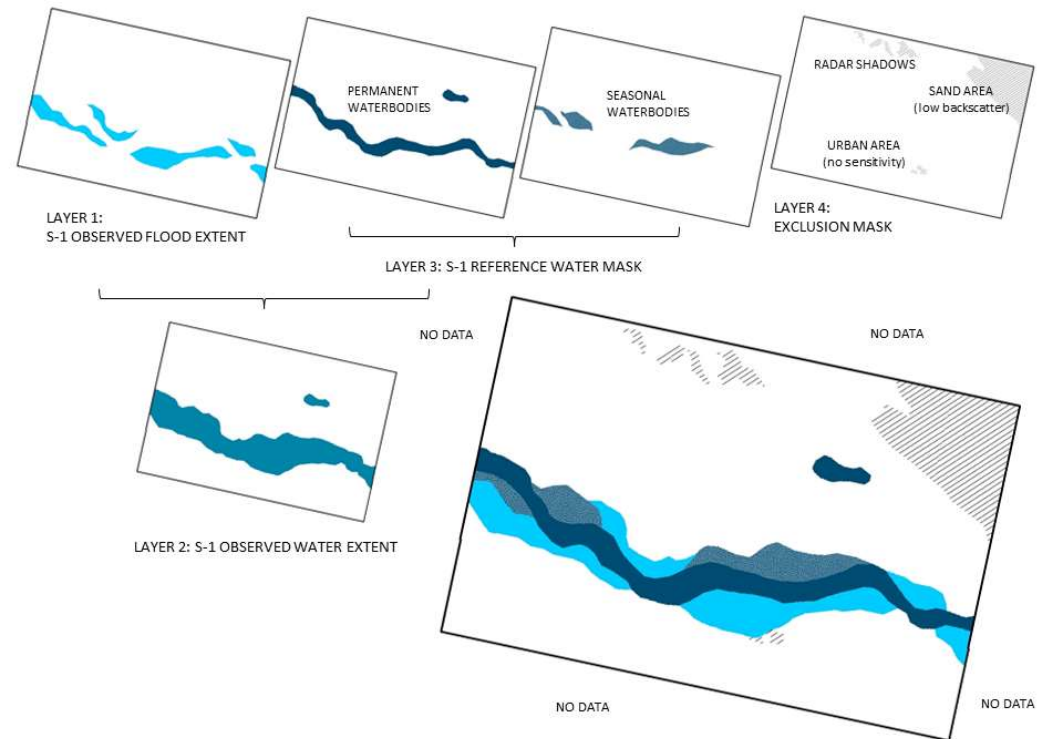 PERMANENT
WATERBODIES
SEASONAL
WATERBODIES
RADAR SHADOWS
SAND AREA
(low backscatter)
URBAN AREA
(no sensitivity)
LAYER 1:
S-1 OBSERVED FLOOD EXTENT
LAYER 4:
EXCLUSION MASK
LAYER 3: S-1 REFERENCE WATER MASK
NO DATA
NO DATA
LAYER 2: S-1 OBSERVED WATER EXTENT
NO DATA
NO DATA